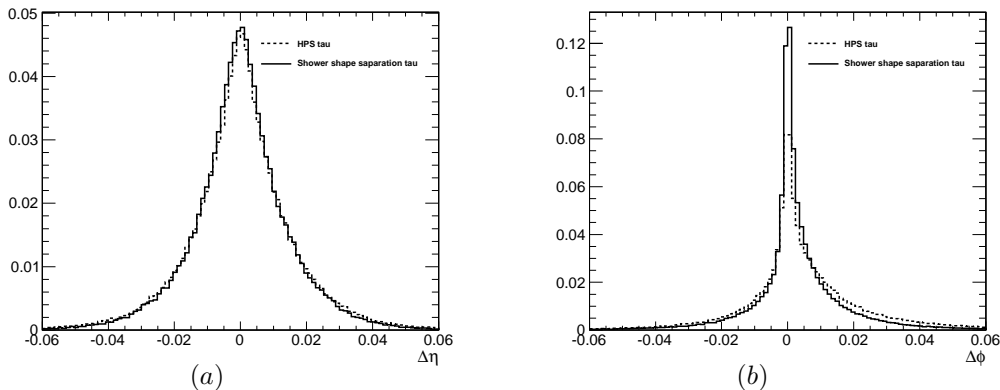 0.05
0.04
0.03
0.02
0.01
0
-0.06 -0.04 -0.02 0 0.02 0.04 0.06
Δη
HPS tau
Shower shape saparation tau
(a)
0.12
0.1
0.08
0.06
0.04
0.02
0
-0.06 -0.04 -0.02 0 0.02 0.04 0.06
Δϕ
HPS tau
Shower shape saparation tau
(b)